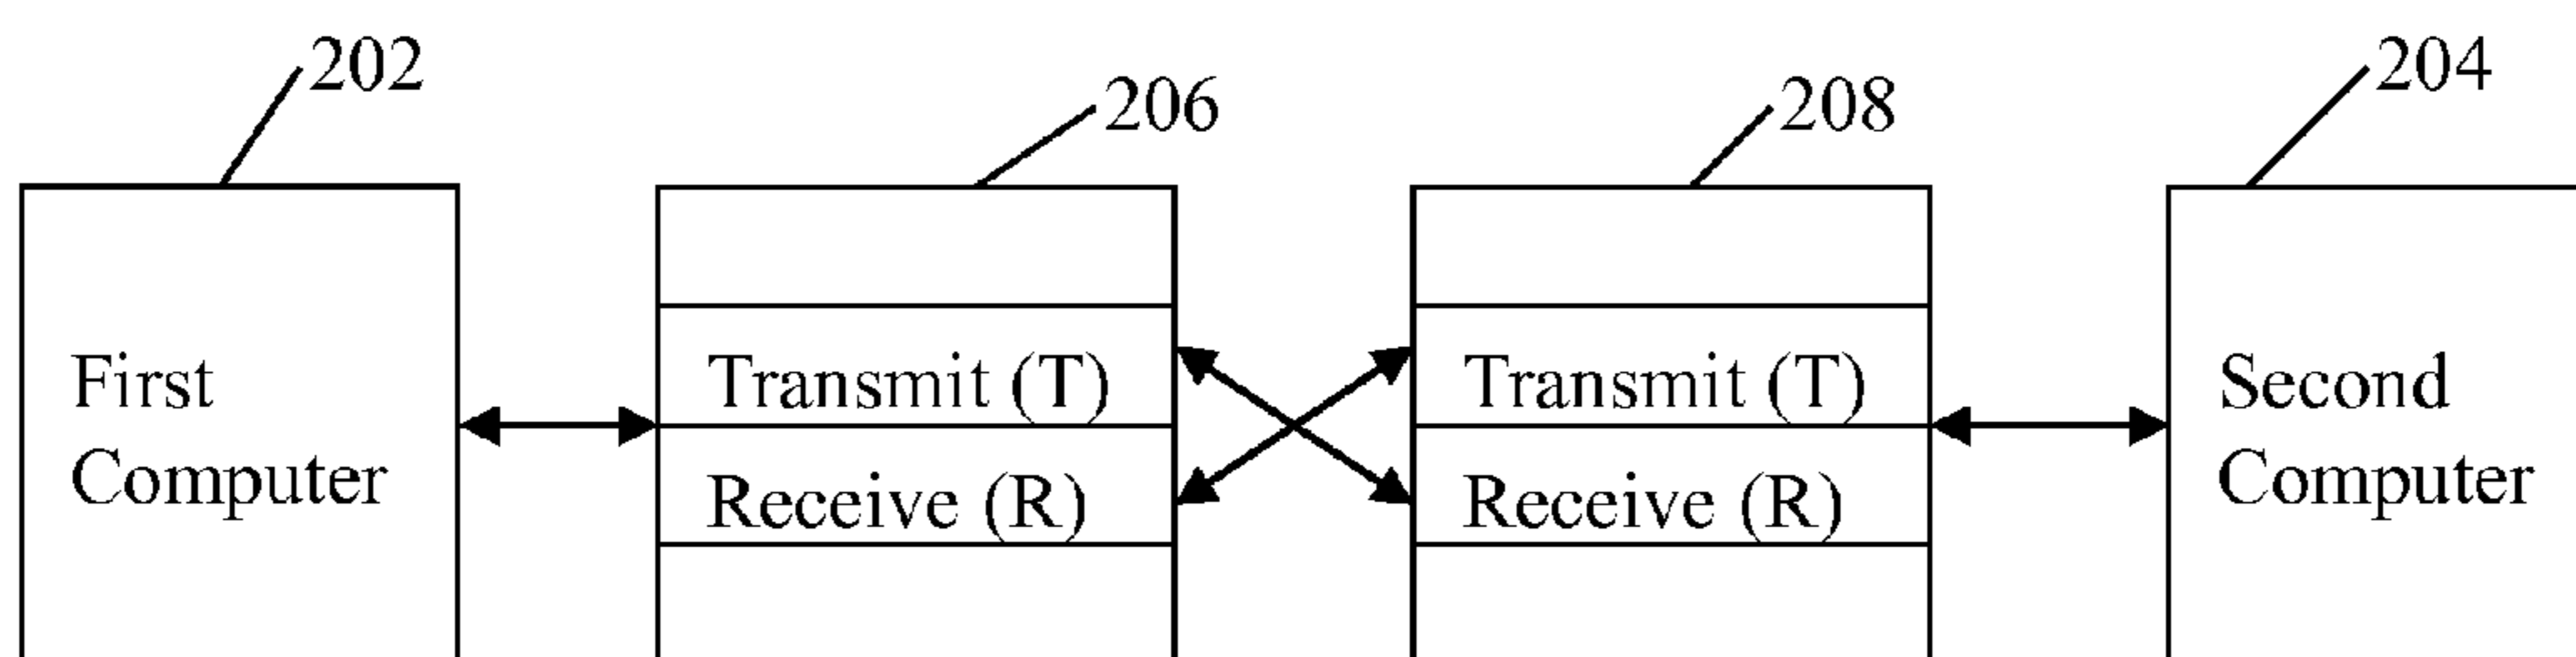 202
206
208
204
First
Computer
Transmit (T)
Receive (R)
Transmit (T)
Receive (R)
Second
Computer